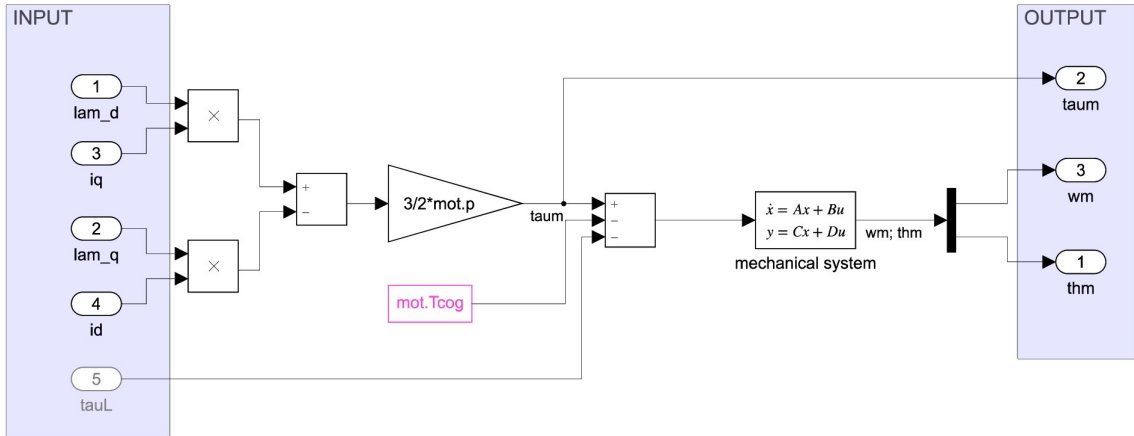 INPUT
OUTPUT
1
lam_d
×
3
iq
2
lam_q
×
4
id
5
tauL
+
−
3/2*mot.p
taum
mot.Tcog
+
−
−
ẋ = Ax + Bu
y = Cx + Du
mechanical system
wm; thm
2
taum
3
wm
1
thm